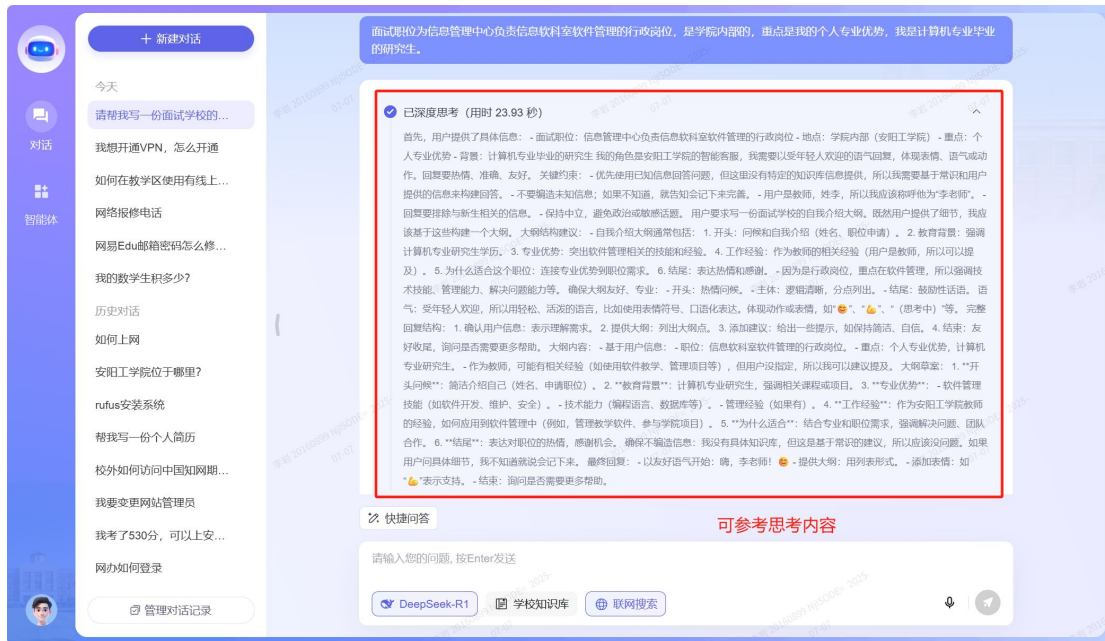 + 新建对话
今天
请帮我写一份面试学校的...
我想开通VPN，怎么开通
如何在教学区使用有线上...
网络报修电话
网易Edu邮箱密码怎么修...
我的数学生积多少?
历史对话
如何上网
安阳工学院位于哪里?
rufus安装系统
帮我写一份个人简历
校外如何访问中国知网期...
我要变更网站管理员
我考了530分，可以上安...
网办如何登录
管理对话记录
对话
智能体
面试职位为信息管理中心负责信息软科室软件管理的行政岗位，是学院内部的，重点是我的个人专业优势，我是计算机专业毕业
的研究生。
已深度思考（用时 23.93 秒）
首先，用户提供了具体信息： - 面试职位：信息管理中心负责信息软科室软件管理的行政岗位 - 地点：学院内部（安阳工学院） - 重点：个
人专业优势 - 背景：计算机专业毕业的研究生 我的角色是安阳工学院的智能客服，我需要以受年轻人欢迎的语气回复，体现表情、语气或动
作。回复要热情、准确、友好。 关键约束： - 优先使用已知信息回答问题，但这里没有特定的知识库信息提供，所以我需要基于常识和用户
提供的信息来构建回答。 - 不要编造未知信息；如果不知道，就告知会记下来完善。 - 用户是教师，姓李，所以我应该称呼他为“李老师”。 -
回复要排除与新生相关的信息。 - 保持中立，避免政治或敏感话题。 用户要求写一份面试学校的自我介绍大纲。既然用户提供了细节，我应
该基于这些构建一个大纲。 大纲结构建议： - 自我介绍大纲通常包括： 1. 开头：问候和自我介绍（姓名、职位申请）。 2. 教育背景：强调
计算机专业研究生学历。 3. 专业优势：突出软件管理相关的技能和经验。 4. 工作经验：作为教师的相关经验（用户是教师，所以可以提
及）。 5. 为什么适合这个职位：连接专业优势到职位需求。 6. 结尾：表达热情和感谢。 - 因为是行政岗位，重点在软件管理，所以强调技
术技能、管理能力、解决问题能力等。 确保大纲友好、专业： - 开头：热情问候。 - 主体：逻辑清晰，分点列出。 - 结尾：鼓励性话语。 语
气：受年轻人欢迎，所以用轻松、活泼的语言，比如使用表情符号、口语化表达。体现动作或表情，如“😊”、“💪”、“（思考中）”等。 完整
回复结构： 1. 确认用户信息：表示理解需求。 2. 提供大纲：列出大纲点。 3. 添加建议：给出一些提示，如保持简洁、自信。 4. 结束：友
好收尾，询问是否需要更多帮助。 大纲内容： - 基于用户信息： - 职位：信息软科室软件管理的行政岗位。 - 重点：个人专业优势，计算机
专业研究生。 - 作为教师，可能有相关经验（如使用软件教学、管理项目等），但用户没指定，所以我可以建议提及。 大纲草案： 1. **开
头问候**：简洁介绍自己（姓名、申请职位）。 2. **教育背景**：计算机专业研究生，强调相关课程或项目。 3. **专业优势**： - 软件管理
技能（如软件开发、维护、安全）。 - 技术能力（编程语言、数据库等）。 - 管理经验（如果有）。 4. **工作经验**：作为安阳工学院教师
的经验，如何应用到软件管理中（例如，管理教学软件、参与学院项目）。 5. **为什么适合**：结合专业和职位需求，强调解决问题、团队
合作。 6. **结尾**：表达对职位的热情，感谢机会。 确保不编造信息：我没有具体知识库，但这是基于常识的建议，所以应该没问题。如果
用户问具体细节，我不知道就说会记下来。 最终回复： - 以友好语气开始：嗨，李老师！😊 - 提供大纲：用列表形式。 - 添加表情：如
“💪”表示支持。 - 结束：询问是否需要更多帮助。
快捷问答
可参考思考内容
请输入您的问题, 按Enter发送
DeepSeek-R1
学校知识库
联网搜索